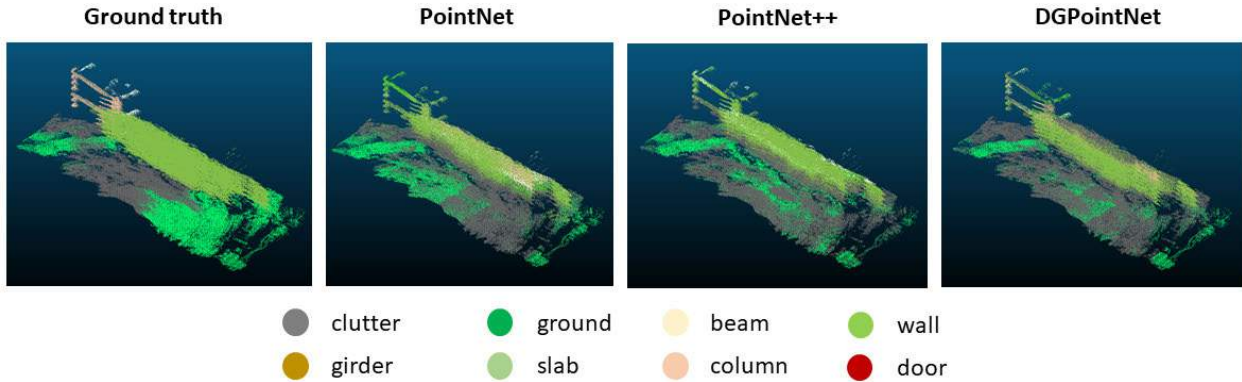 Ground truth PointNet PointNet++ DGPointNet
clutter ground beam wall
girder slab column door